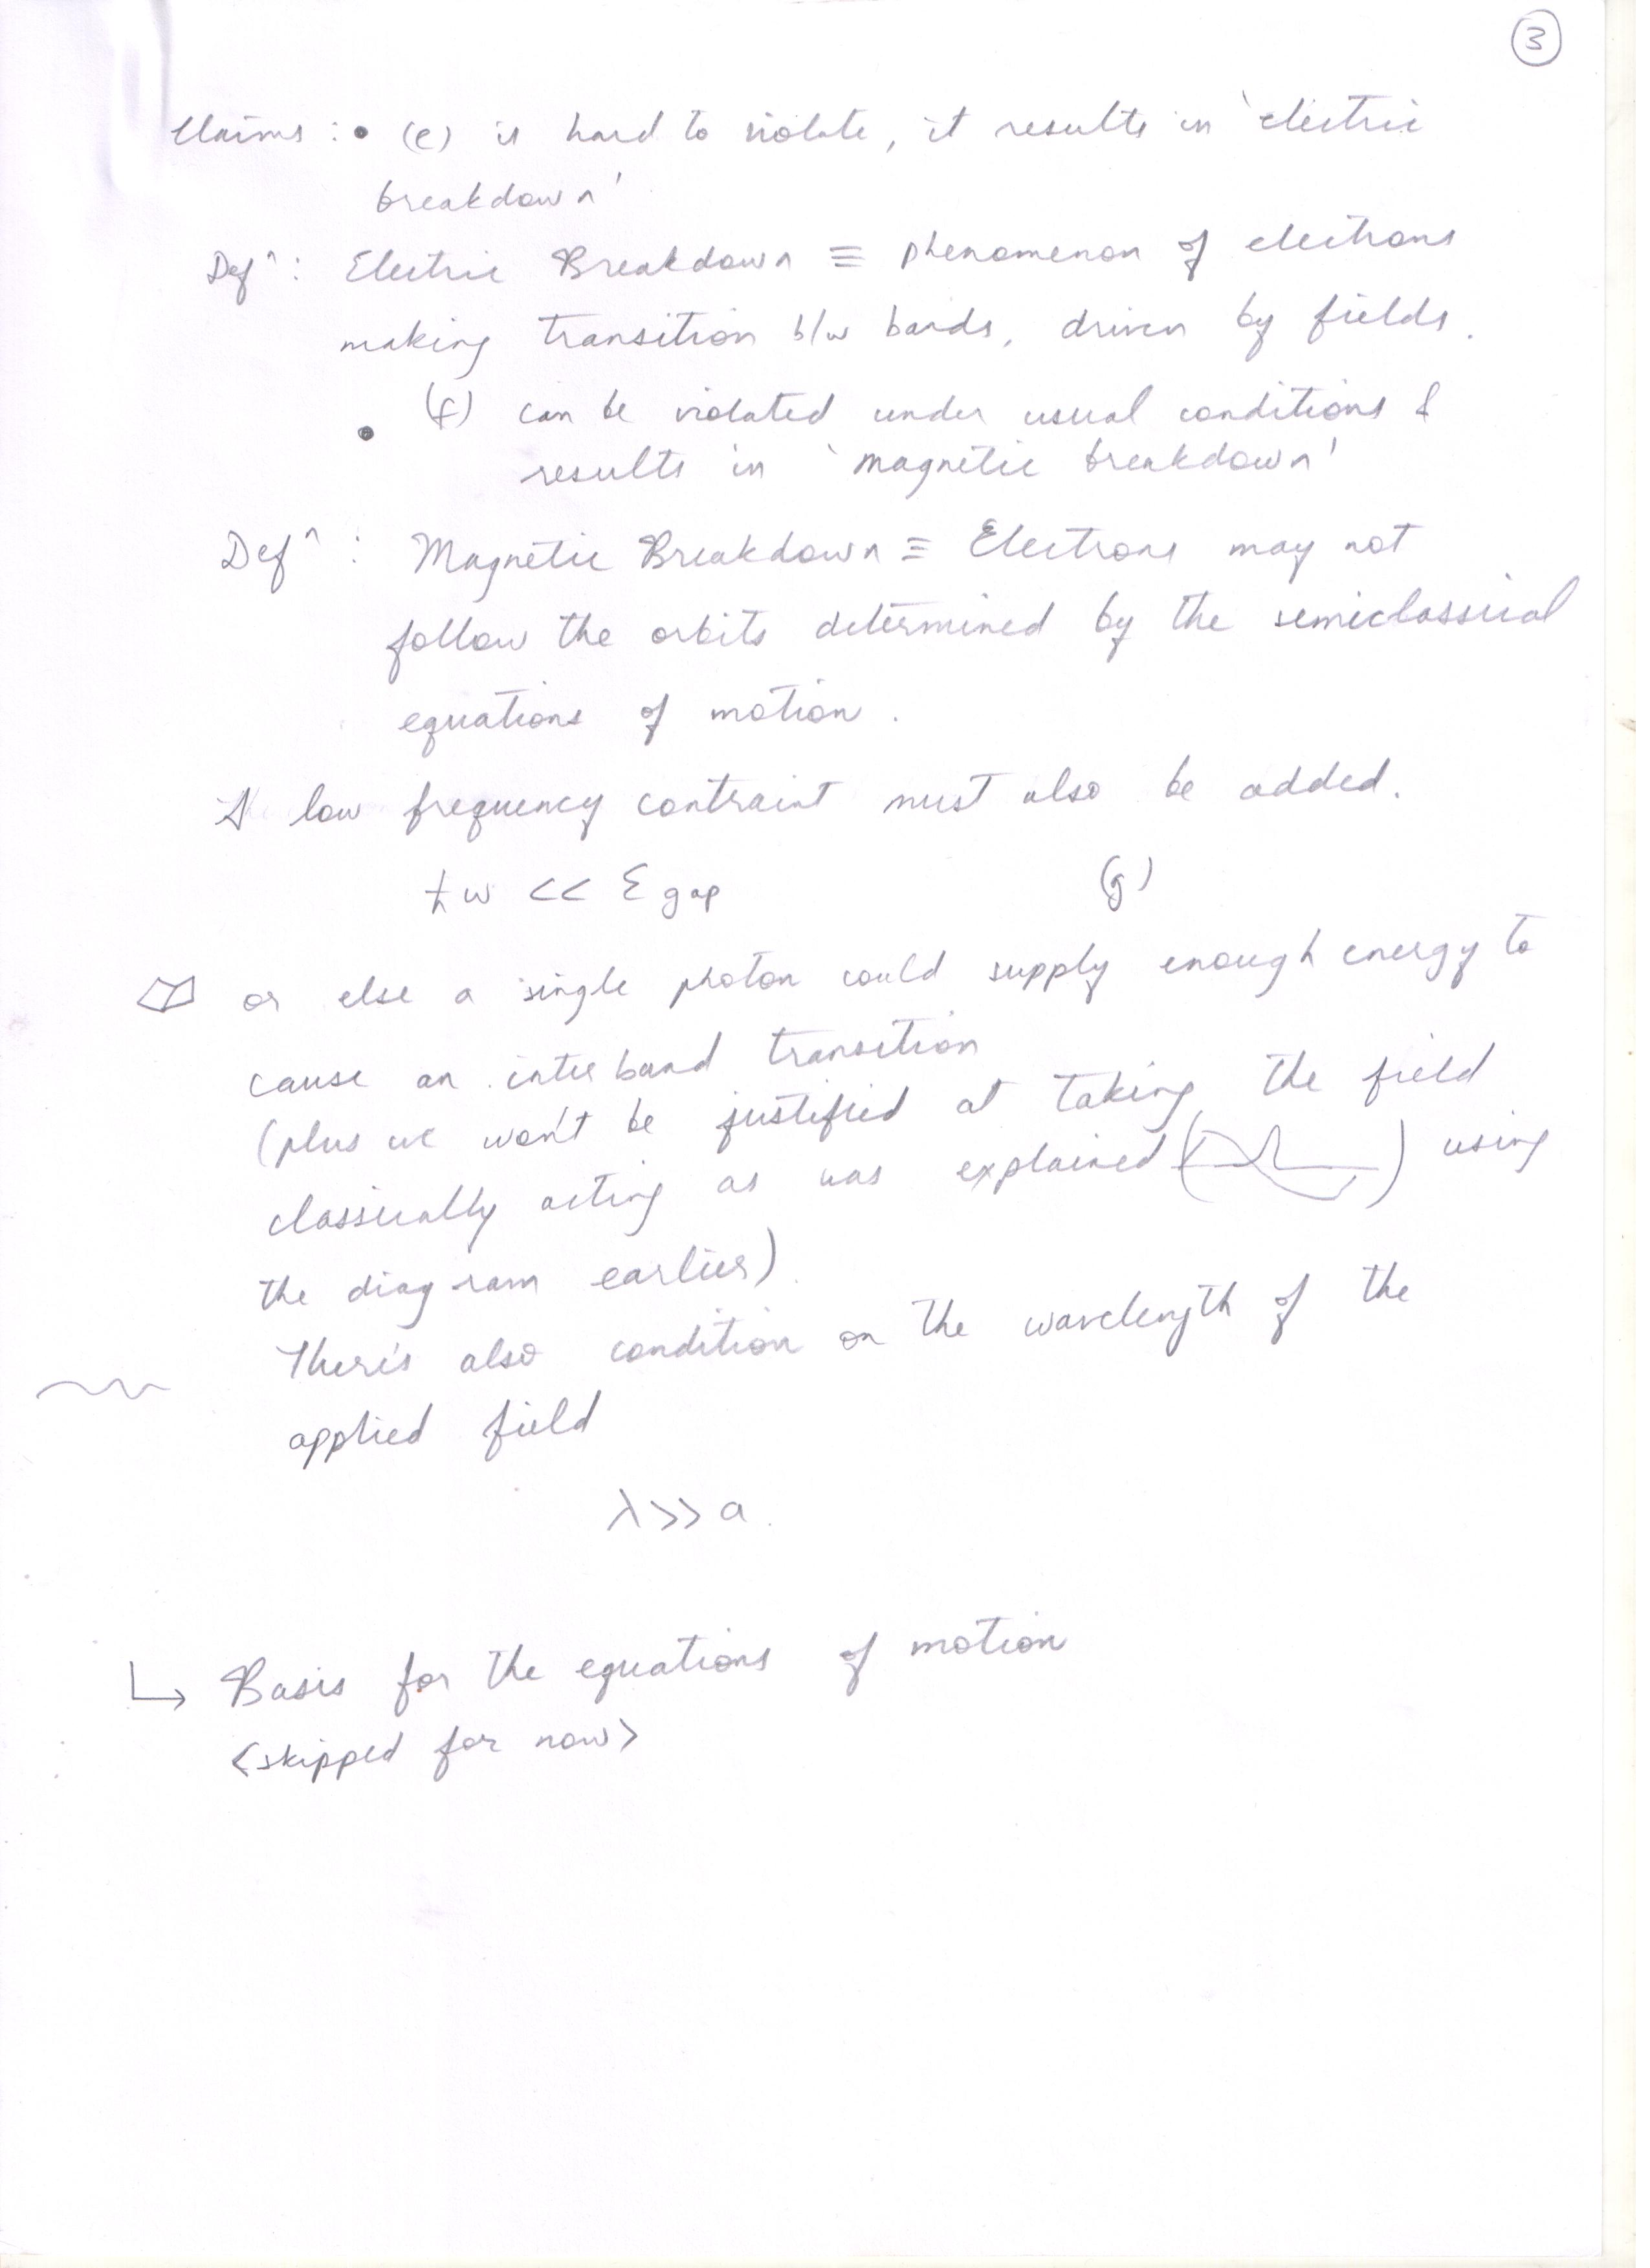 3
Claims : • (e) is hard to violate, it results in 'electric
breakdown'
Defⁿ : Electric Breakdown ≡ phenomenon of electrons
making transition b/w bands, driven by fields.
• (f) can be violated under usual conditions &
results in 'magnetic breakdown'
Defⁿ : Magnetic Breakdown ≡ Electrons may not
follow the orbits determined by the semiclassical
equations of motion.
A low frequency contraint must also be added.
ħω << Ɛ gap (g)
or else a single photon could supply enough energy to
cause an inter band transition
(plus we won't be justified at taking the field
classically acting as was explained ( ) using
the diagram earlier)
There's also condition on the wavelength of the
applied field
λ >> a.
↳ Basis for the equations of motion
<skipped for now>